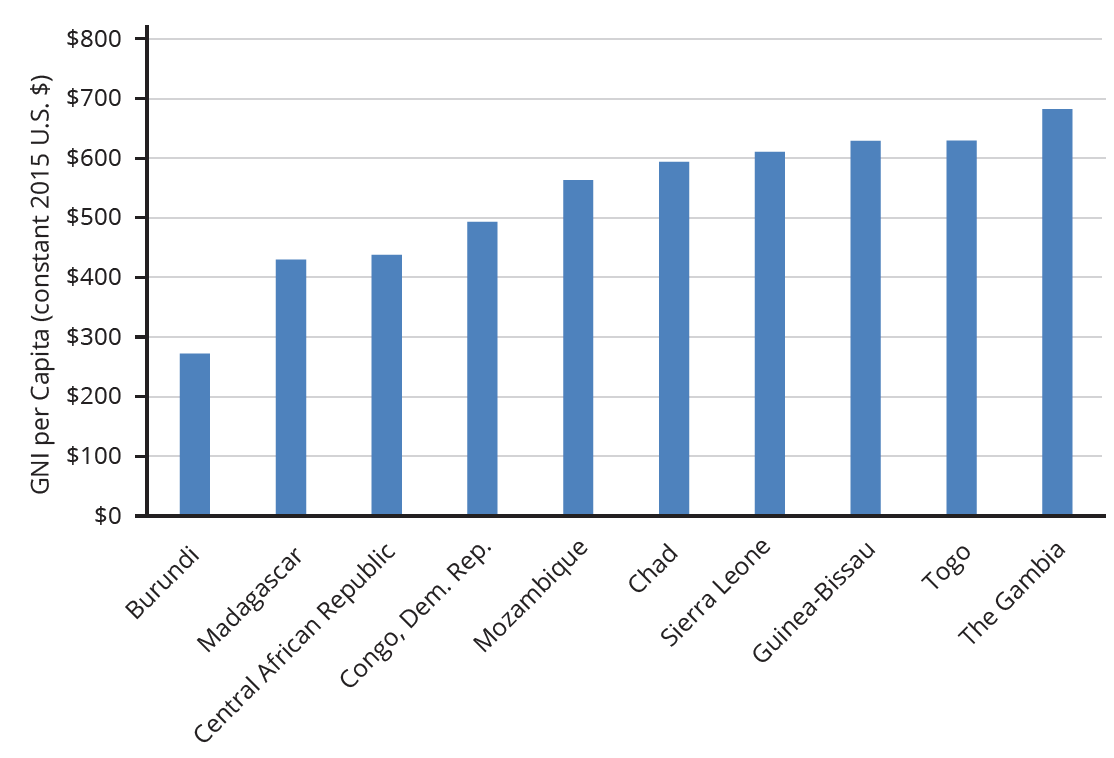 GNI per Capita (constant 2015 U.S. $)
$800
$700
$600
$500
$400
$300
$200
$100
$0
Burundi
Madagascar
Central African Republic
Congo, Dem. Rep.
Mozambique
Chad
Sierra Leone
Guinea-Bissau
Togo
The Gambia